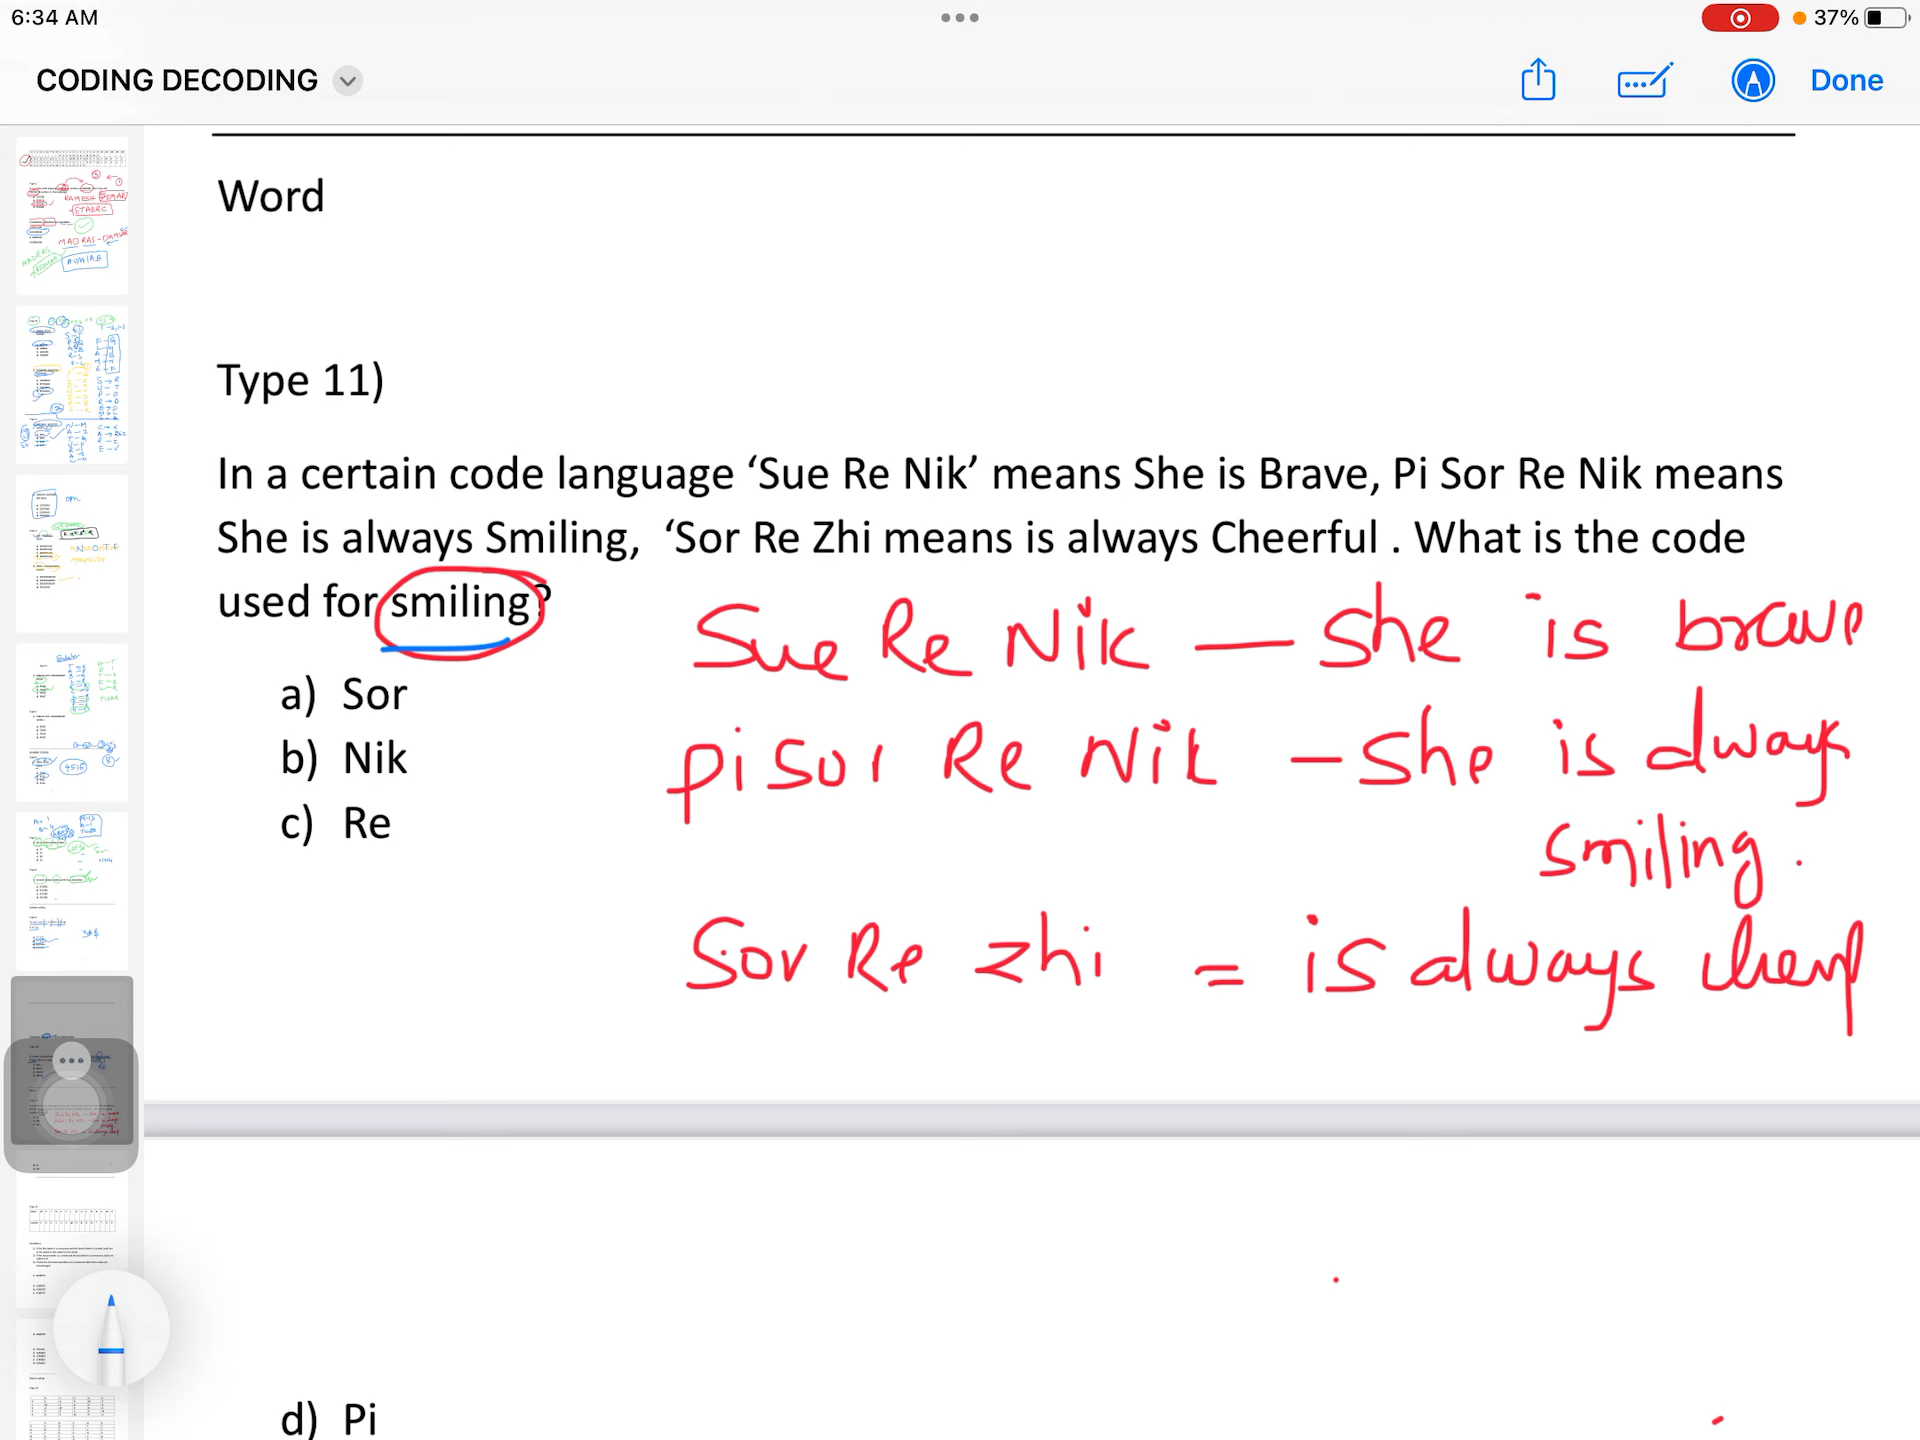 6:34 AM
37%
CODING DECODING
Done
Word
Type 11)
In a certain code language ‘Sue Re Nik’ means She is Brave, Pi Sor Re Nik means
She is always Smiling, ‘Sor Re Zhi means is always Cheerful . What is the code
used for smiling?
Sue Re Nik — She is brave
a) Sor
b) Nik
pi sor Re Nik – She is always
c) Re
smiling .
Sor Re zhi = is always
d) Pi